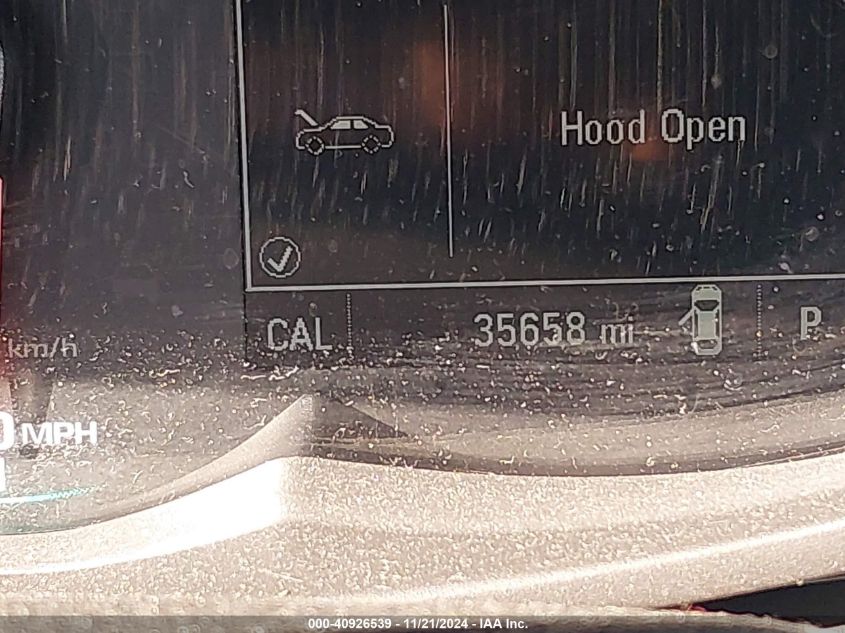 Hood Open
CAL 35658 mi P
km/h
MPH
000-40926539 - 11/21/2024 - IAA Inc.